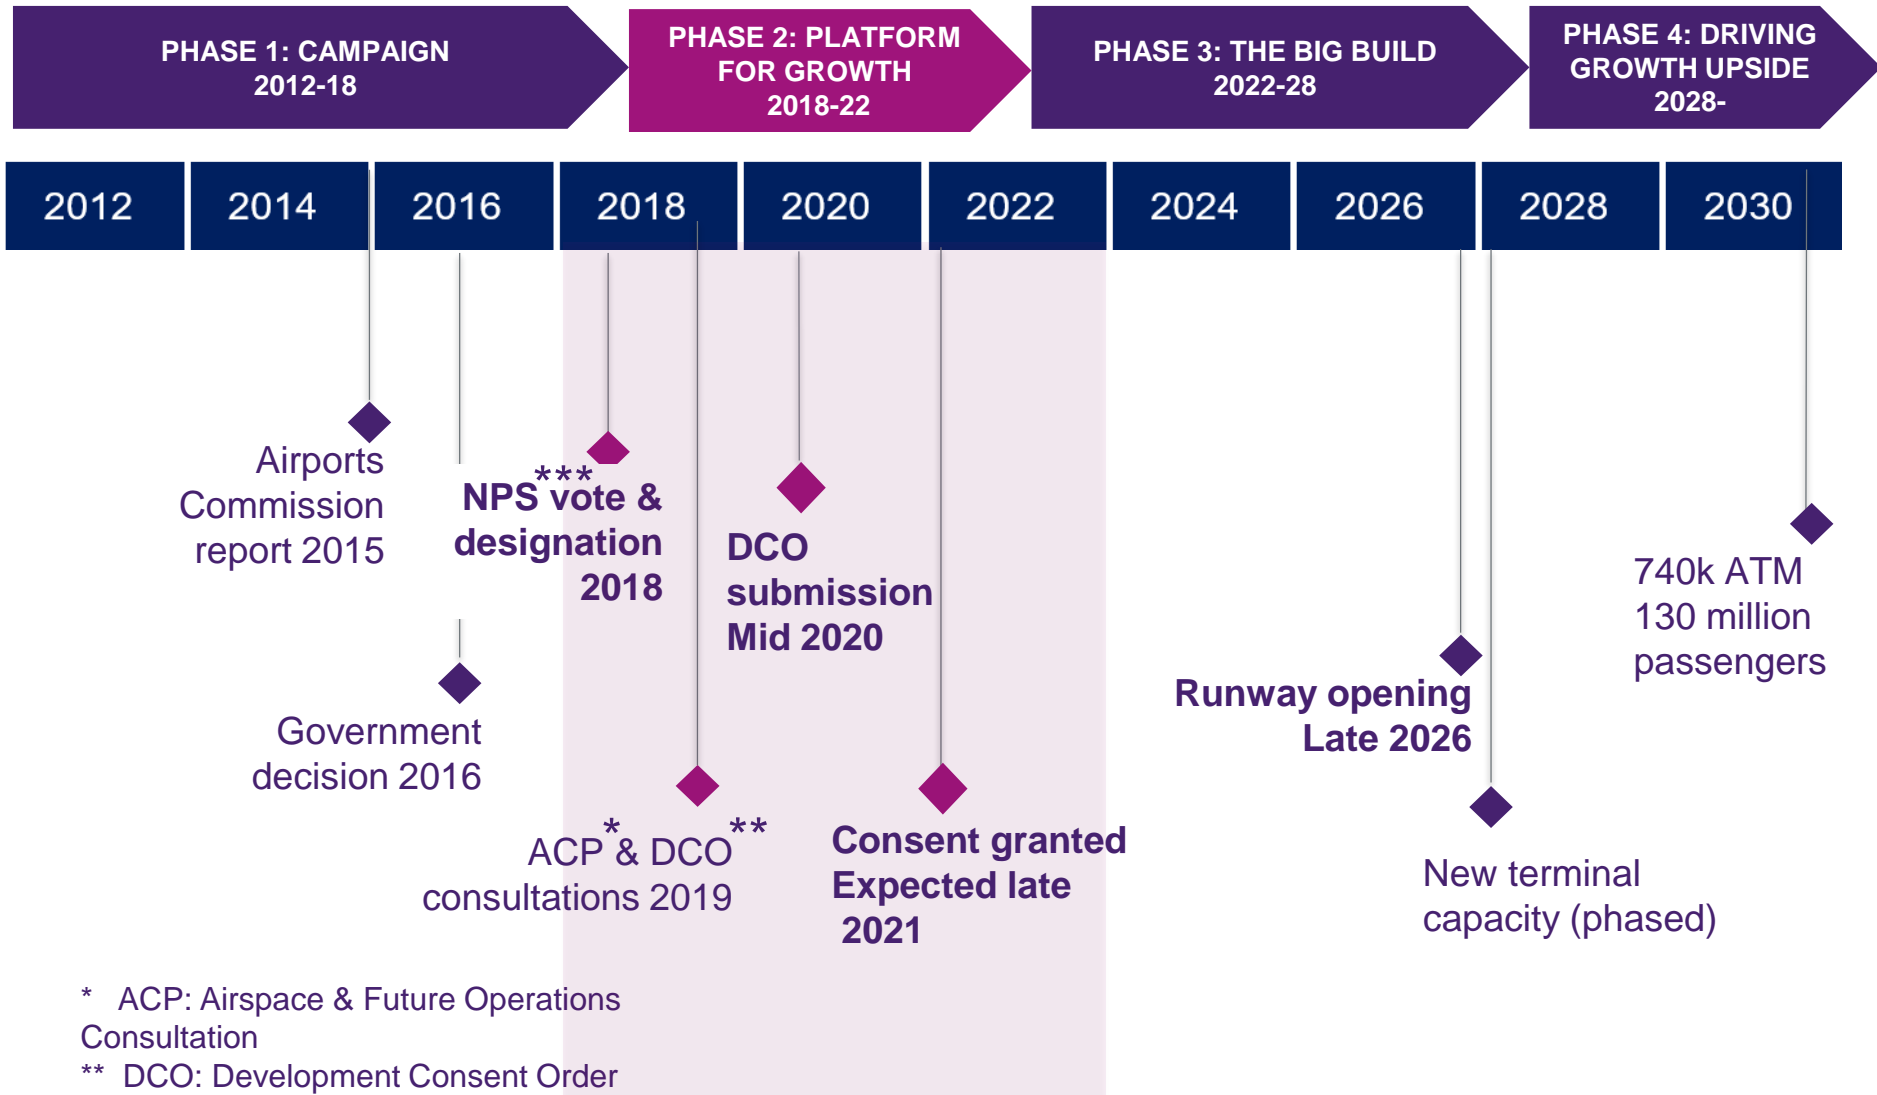 PHASE 1: CAMPAIGN
2012-18
PHASE 2: PLATFORM
FOR GROWTH
2018-22
PHASE 3: THE BIG BUILD
2022-28
PHASE 4: DRIVING
GROWTH UPSIDE
2028-
2012 2014 2016 2018 2020 2022 2024 2026 2028 2030
Airports
Commission
report 2015
Government
decision 2016
NPS*** vote &
designation
2018
ACP* & DCO**
consultations 2019
DCO
submission
Mid 2020
Consent granted
Expected late
2021
Runway opening
Late 2026
New terminal
capacity (phased)
740k ATM
130 million
passengers
* ACP: Airspace & Future Operations
Consultation
** DCO: Development Consent Order